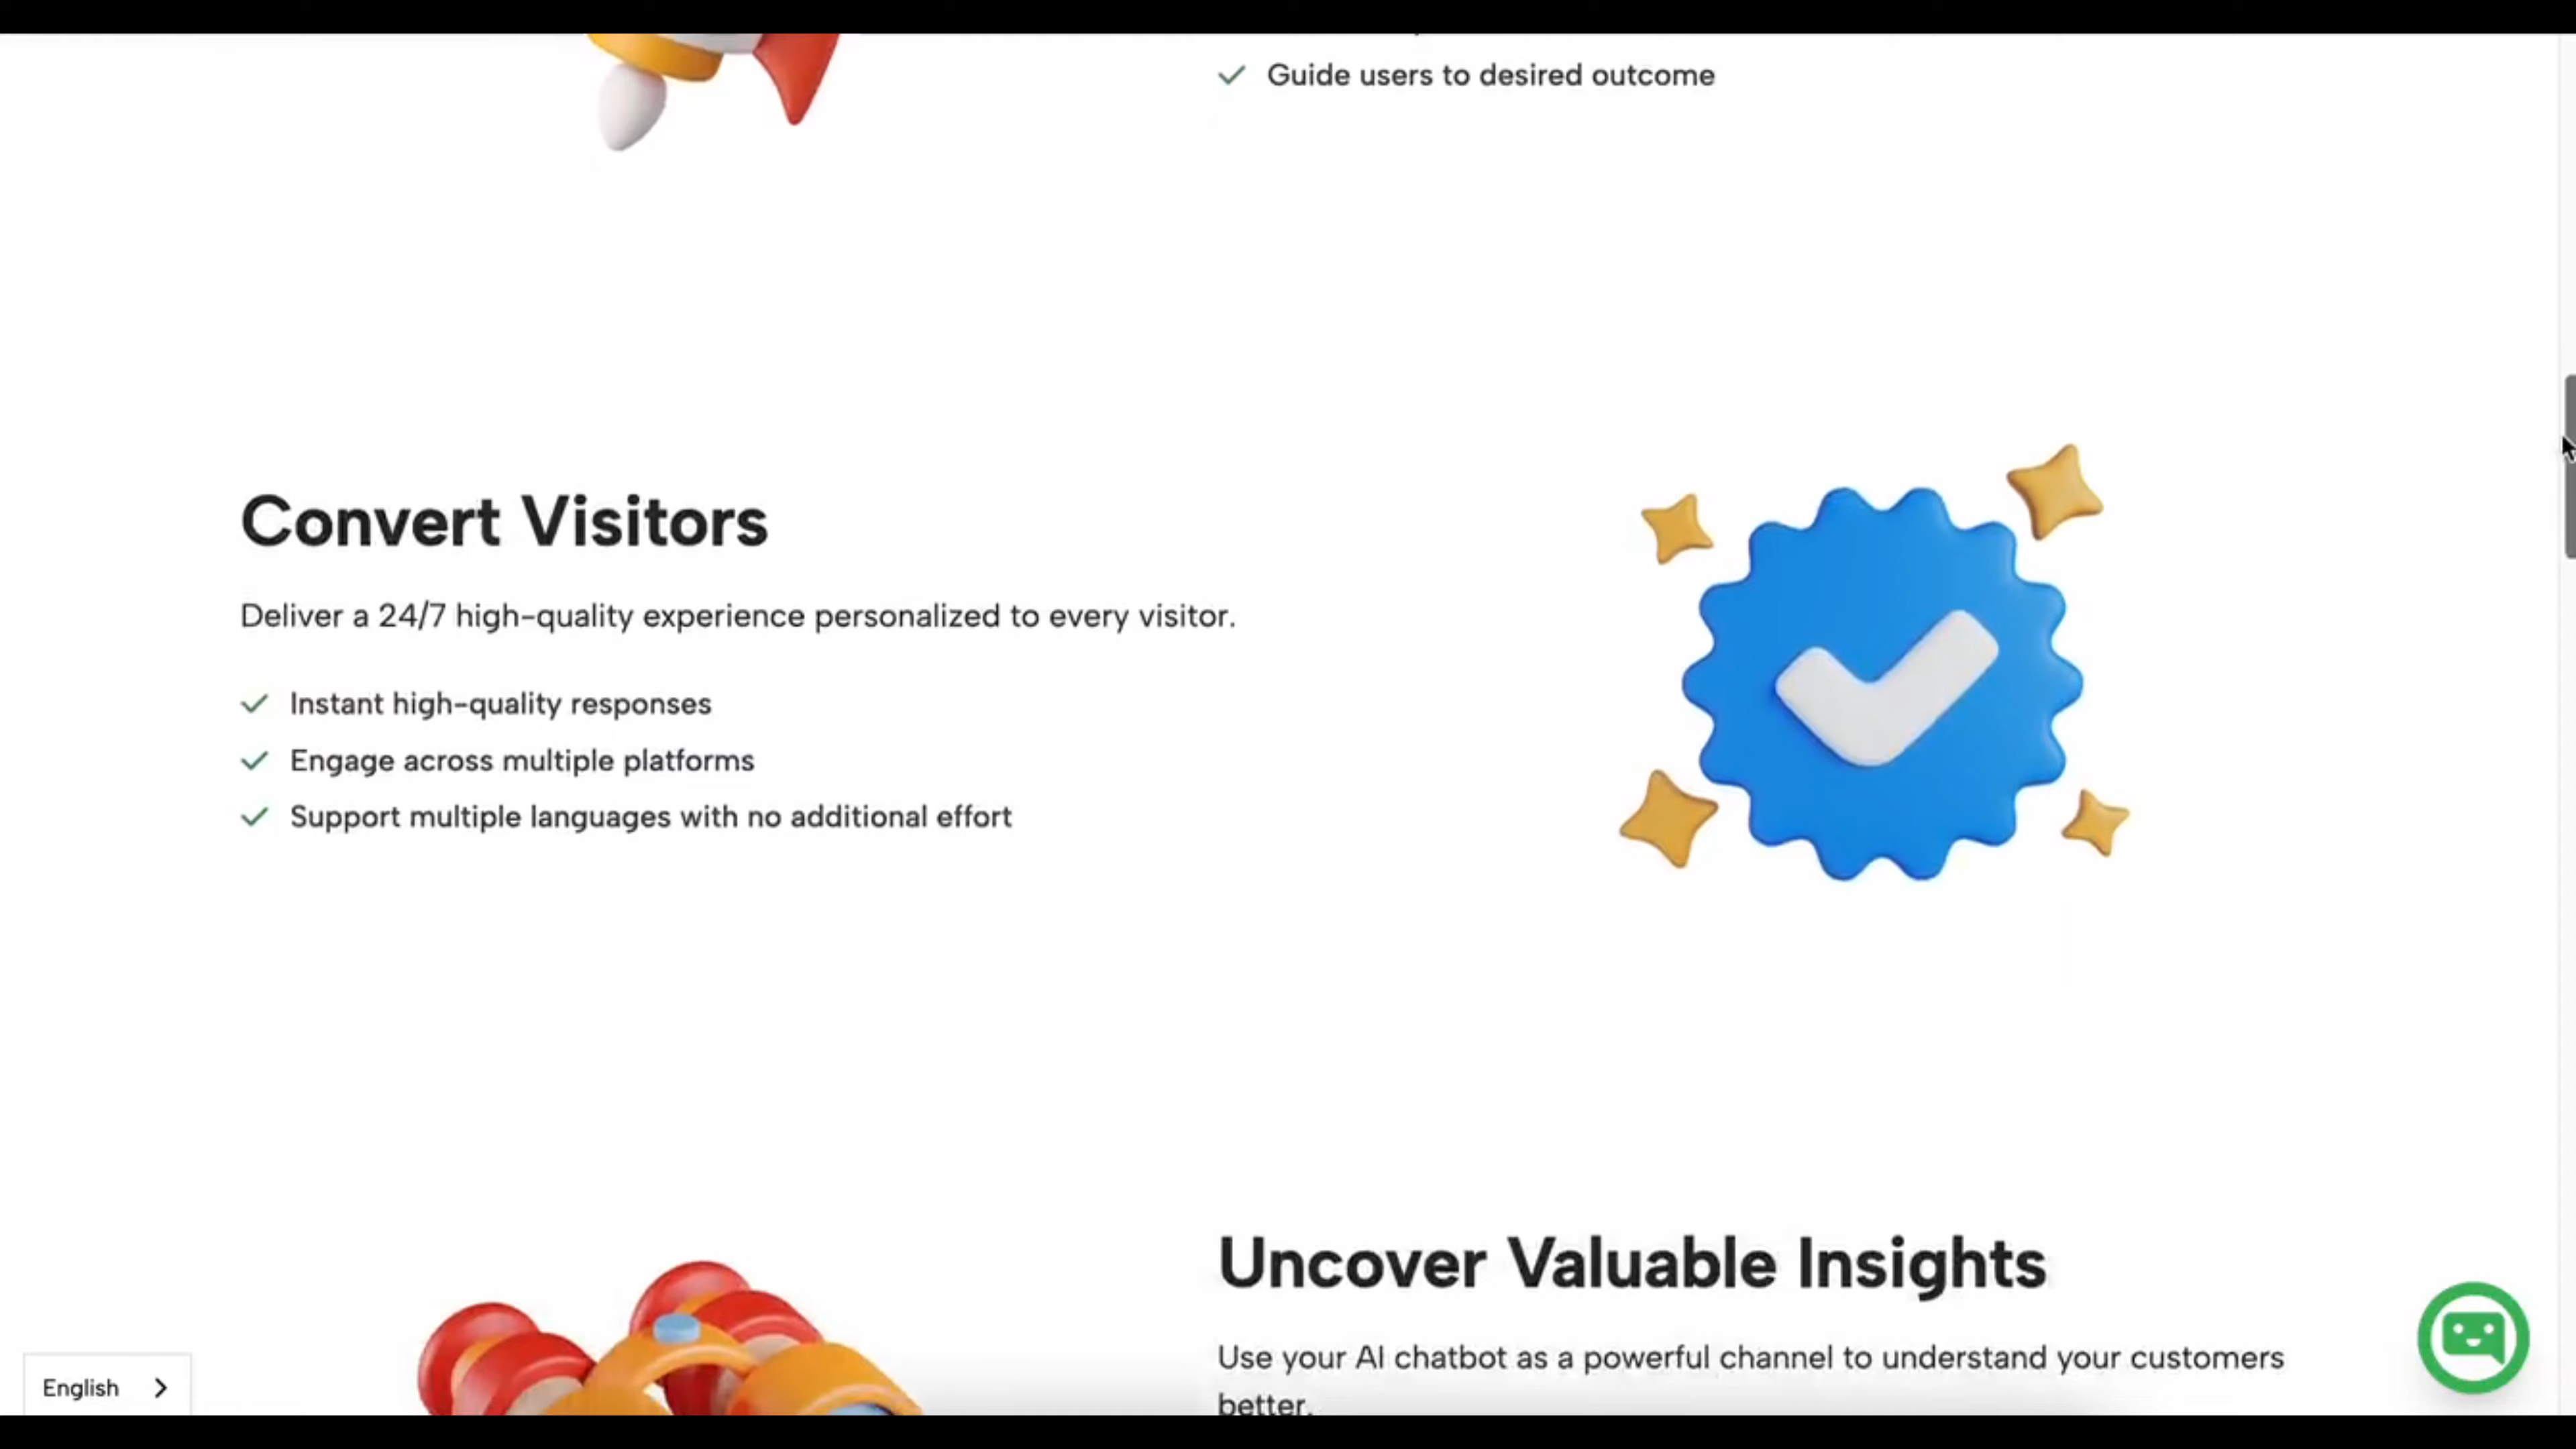 Guide users to desired outcome
Convert Visitors
Deliver a 24/7 high-quality experience personalized to every visitor.
Instant high-quality responses
Engage across multiple platforms
Support multiple languages with no additional effort
Uncover Valuable Insights
Use your AI chatbot as a powerful channel to understand your customers
better.
English